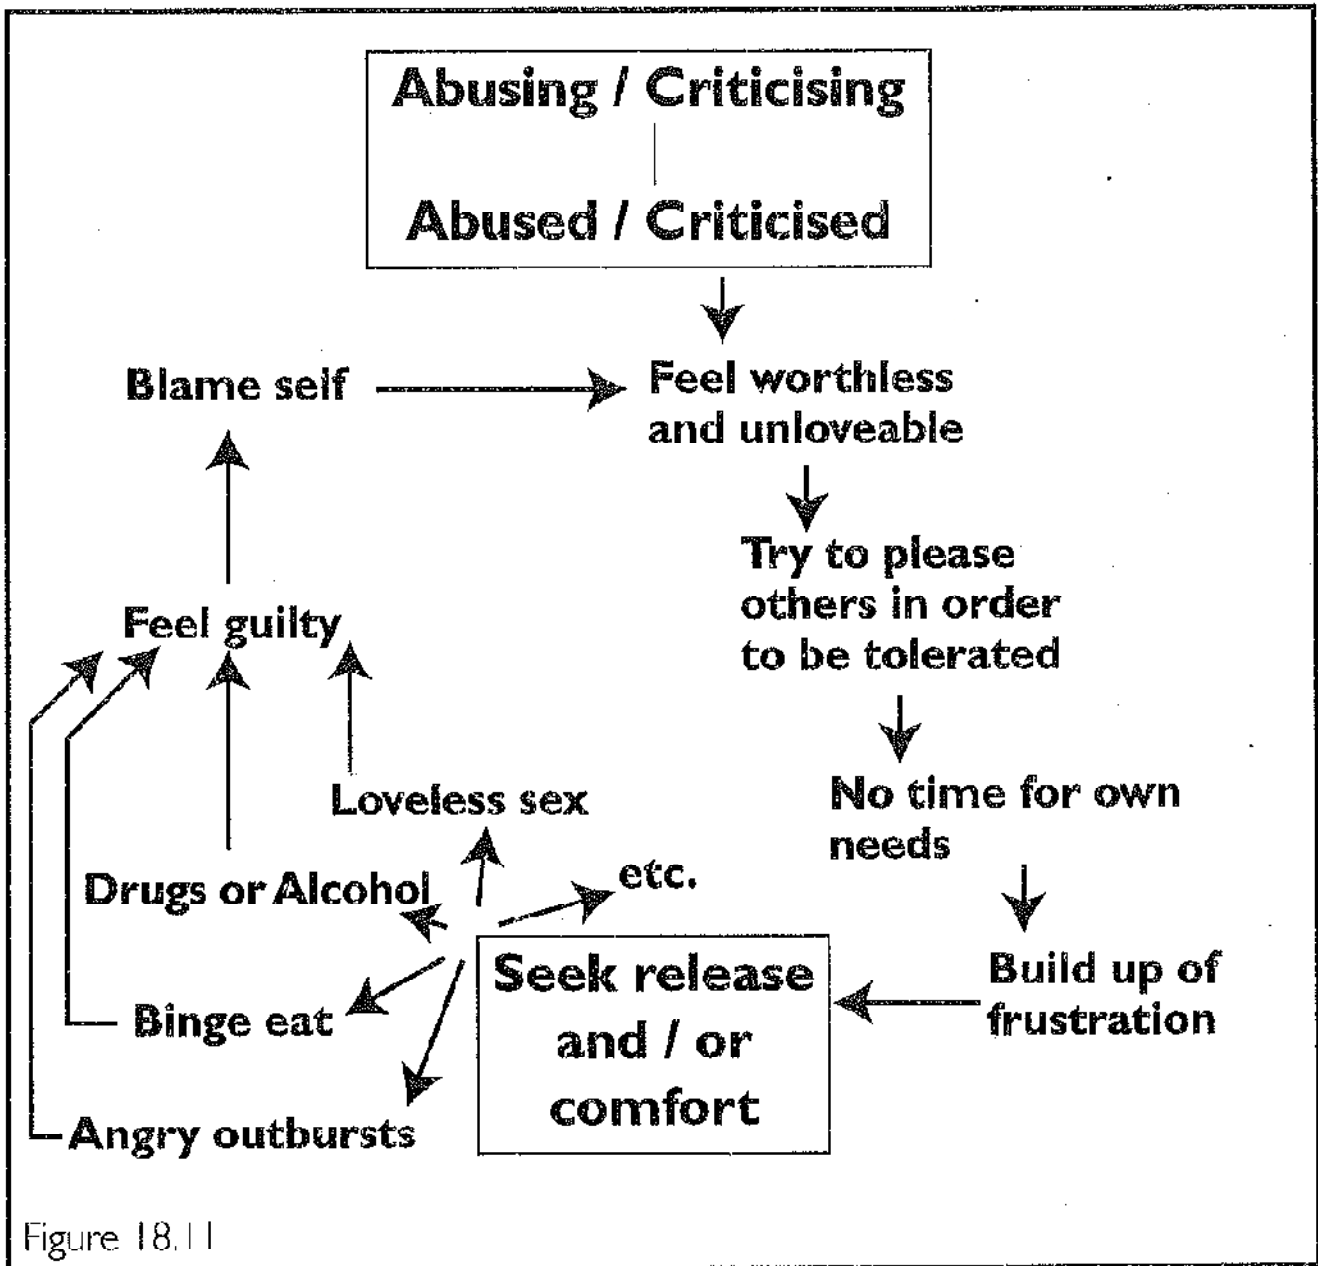 Abusing / Criticising
Abused / Criticised
Blame self
Feel worthless
and unloveable
Try to please
others in order
to be tolerated
Feel guilty
No time for own
needs
Loveless sex
etc.
Drugs or Alcohol
Seek release
and / or
comfort
Build up of
frustration
Binge eat
Angry outbursts
Figure 18.11